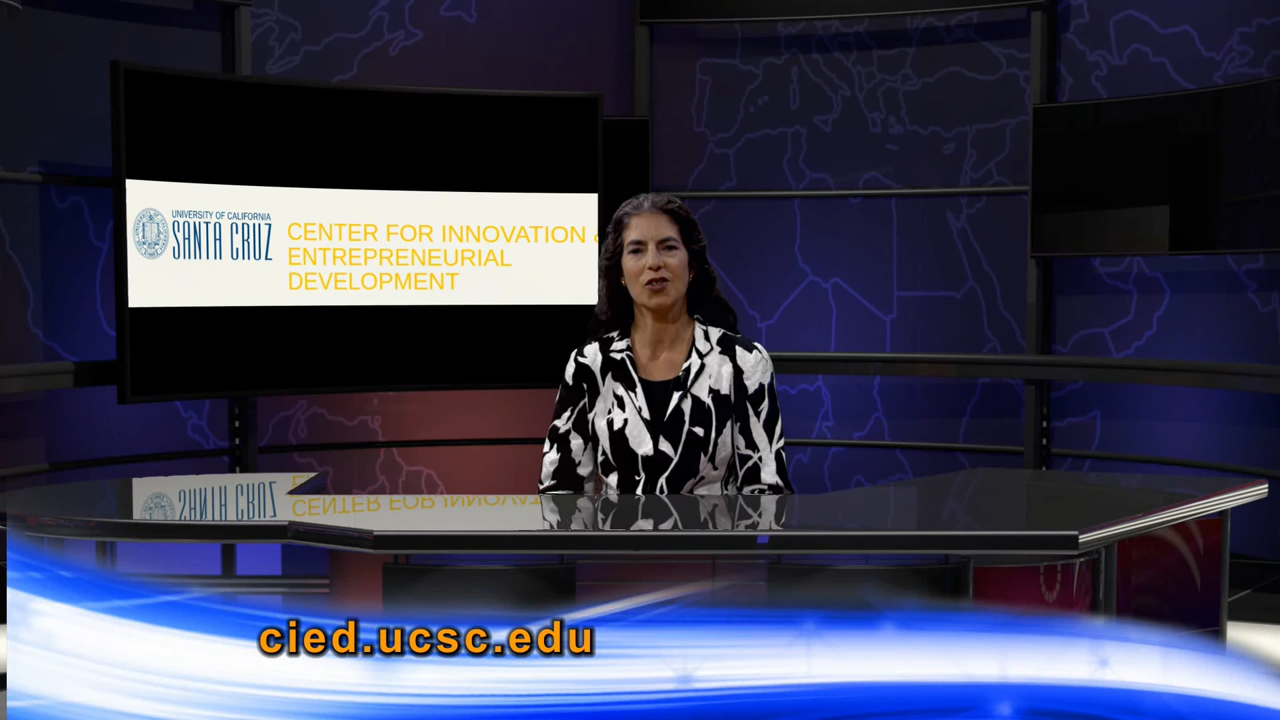 UNIVERSITY OF CALIFORNIA
SANTA CRUZ
CENTER FOR INNOVATION &
ENTREPRENEURIAL
DEVELOPMENT
cied.ucsc.edu